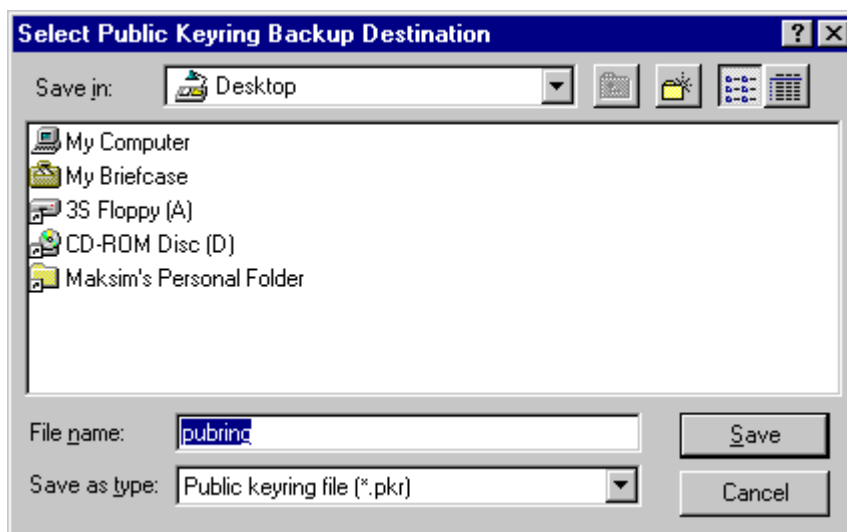 Select Public Keyring Backup Destination
Save in: Desktop
My Computer
My Briefcase
3S Floppy (A)
CD-ROM Disc (D)
Maksim's Personal Folder
File name: pubring Save
Save as type: Public keyring file (*.pkr) Cancel